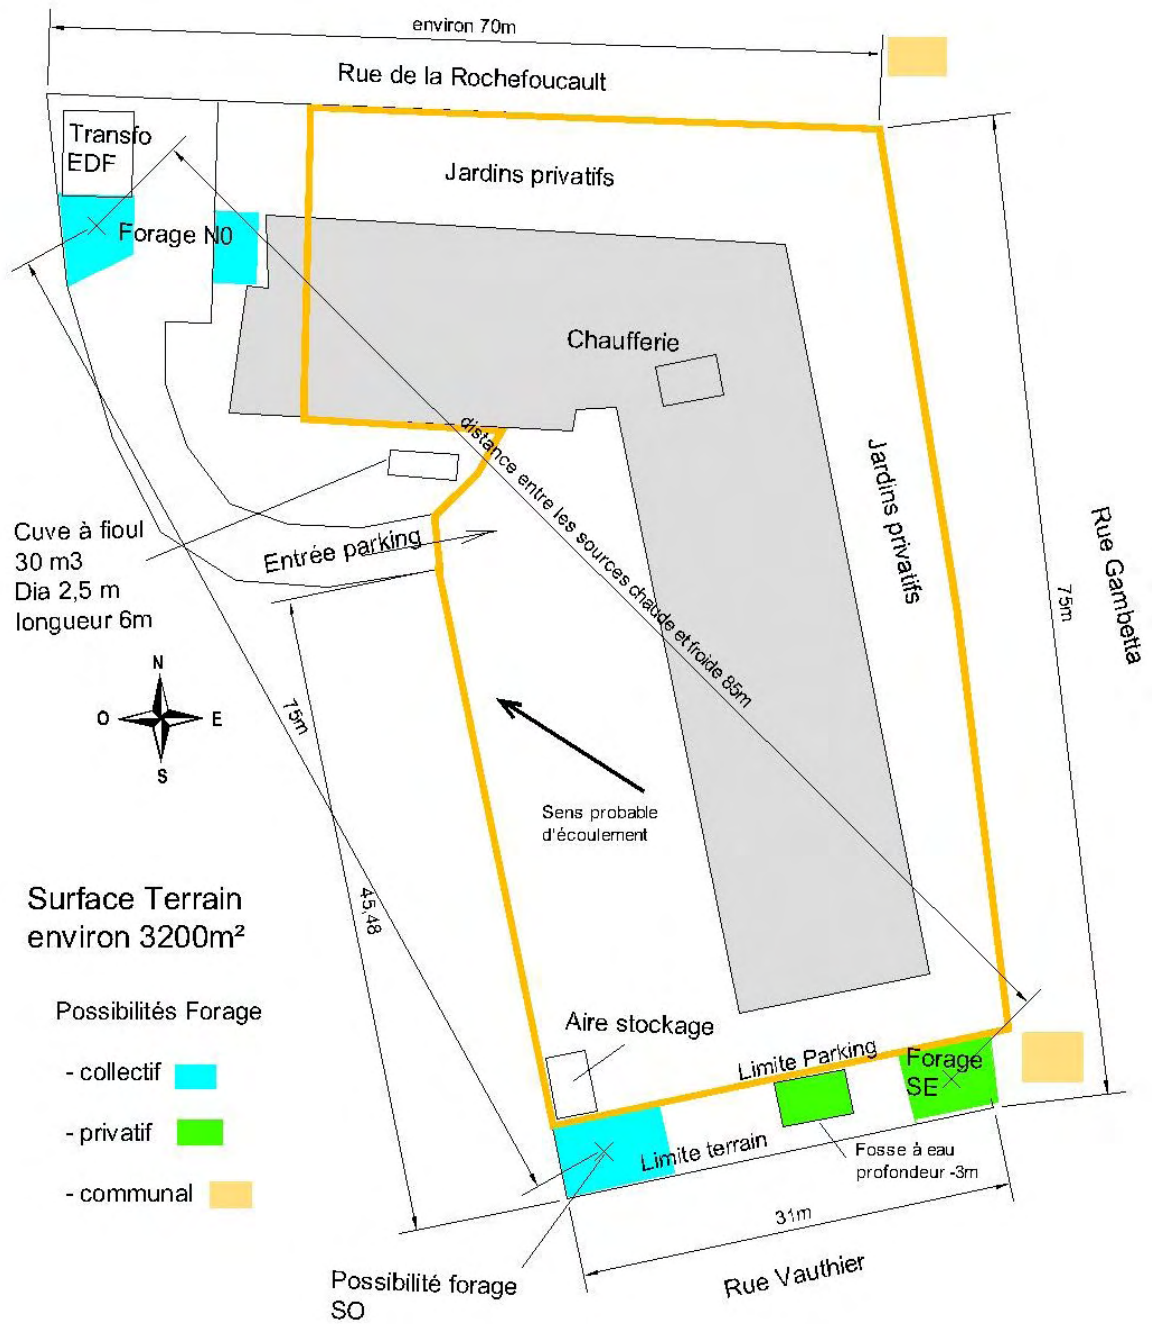 environ 70m
Rue de la Rochefoucault
Transfo
EDF
Jardins privatifs
Forage N0
Chaufferie
distance entre les sources chaude et froide 85m
Jardins privatifs
Rue Gambetta
75m
Cuve à fioul
30 m3
Dia 2,5 m
longueur 6m
Entrée parking
N
O
E
S
75m
Sens probable
d'écoulement
45,48
Surface Terrain
environ 3200m²
Possibilités Forage
- collectif
- privatif
- communal
Aire stockage
Limite Parking
Forage
SE
Limite terrain
Fosse à eau
profondeur -3m
31m
Rue Vauthier
Possibilité forage
SO